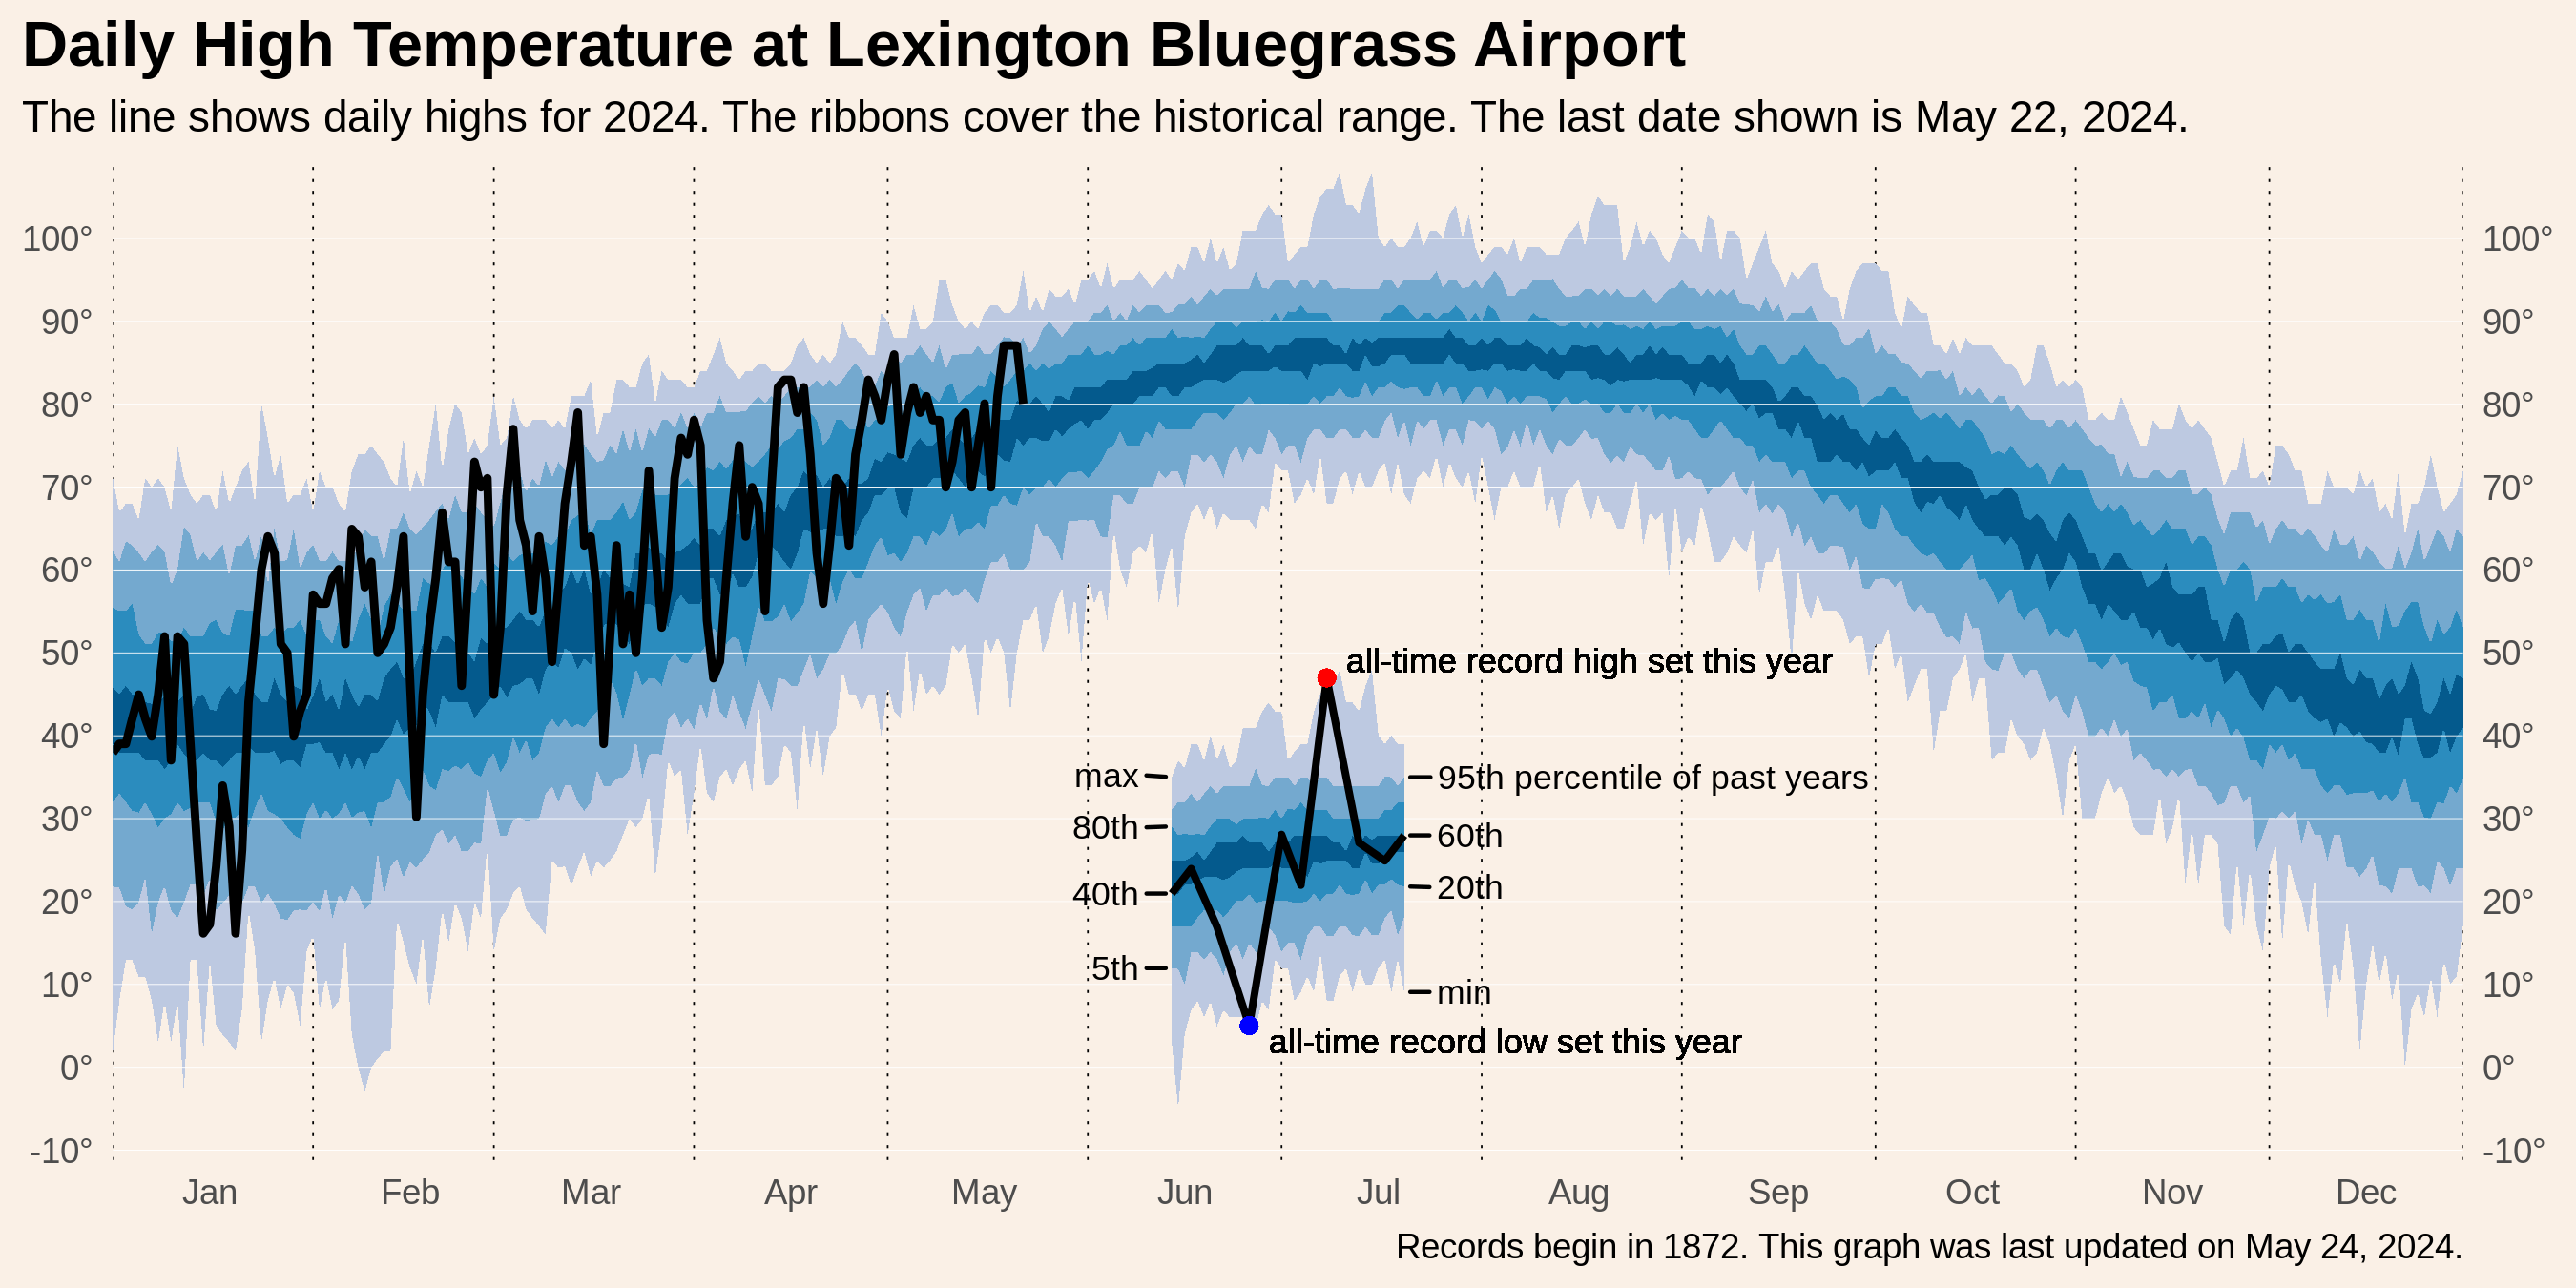 Daily High Temperature at Lexington Bluegrass Airport
The line shows daily highs for 2024. The ribbons cover the historical range. The last date shown is May 22, 2024.
100° 100°
90° 90°
80° 80°
70° 70°
60° 60°
50° all-time record high set this year 50°
40° 40°
max 95th percentile of past years
30° 80th 60th 30°
20° 40th 20th 20°
10° 5th min 10°
all-time record low set this year
0° 0°
-10° -10°
Jan Feb Mar Apr May Jun Jul Aug Sep Oct Nov Dec
Records begin in 1872. This graph was last updated on May 24, 2024.